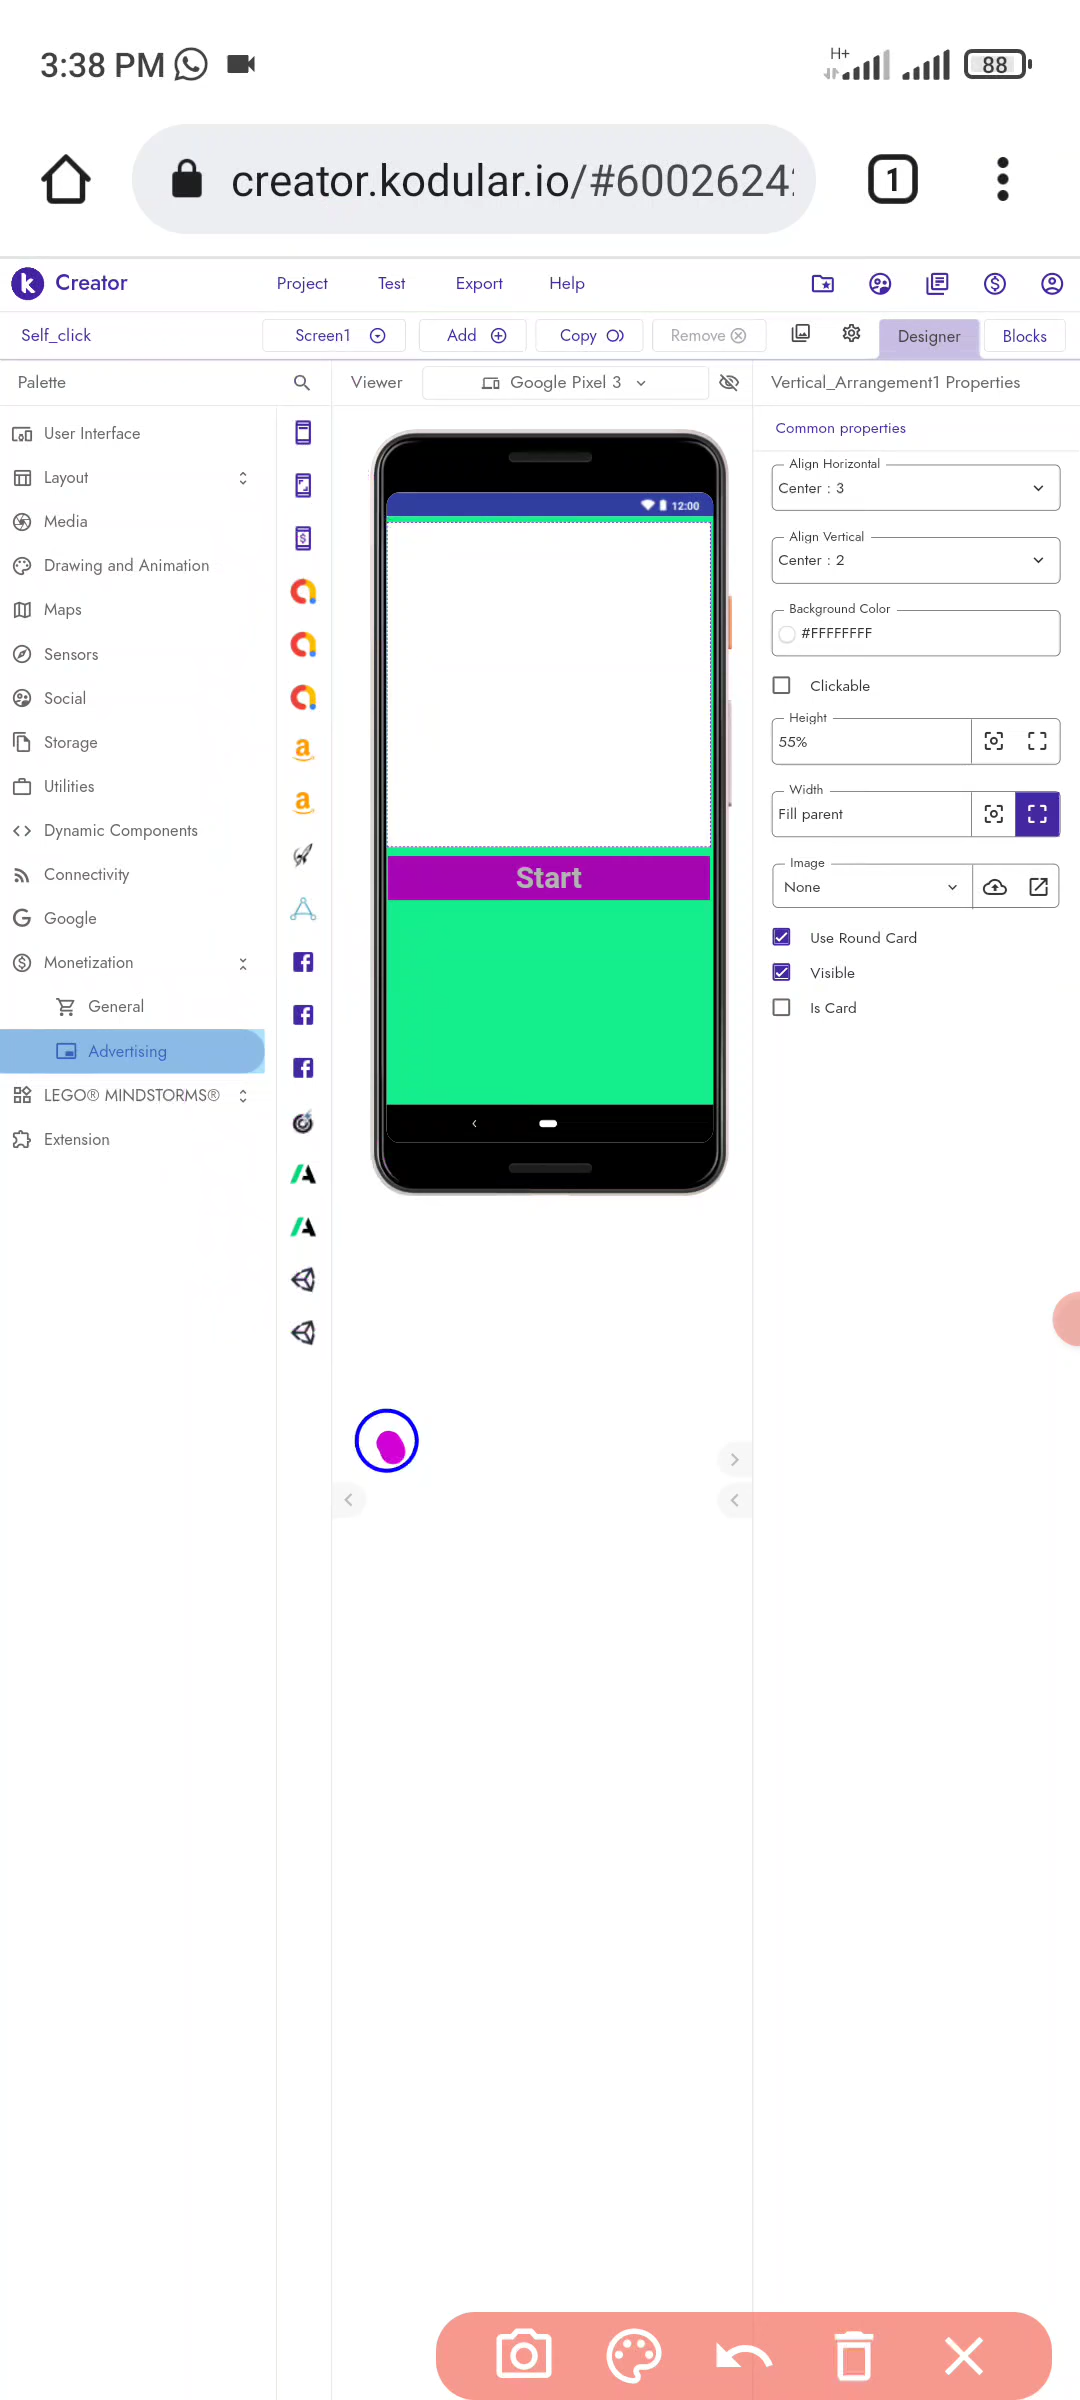 3:38 PM
H+
88
creator.kodular.io/#6002624
1
Creator
Project
Test
Export
Help
Self_click
Screen1
Add
Copy
Remove
Designer
Blocks
Palette
Viewer
Google Pixel 3
Vertical_Arrangement1 Properties
User Interface
Layout
Media
Drawing and Animation
Maps
Sensors
Social
Storage
Utilities
Dynamic Components
Connectivity
Google
Monetization
General
Advertising
LEGO® MINDSTORMS®
Extension
12:00
Start
Common properties
Align Horizontal
Center : 3
Align Vertical
Center : 2
Background Color
#FFFFFFFF
Clickable
Height
55%
Width
Fill parent
Image
None
Use Round Card
Visible
Is Card